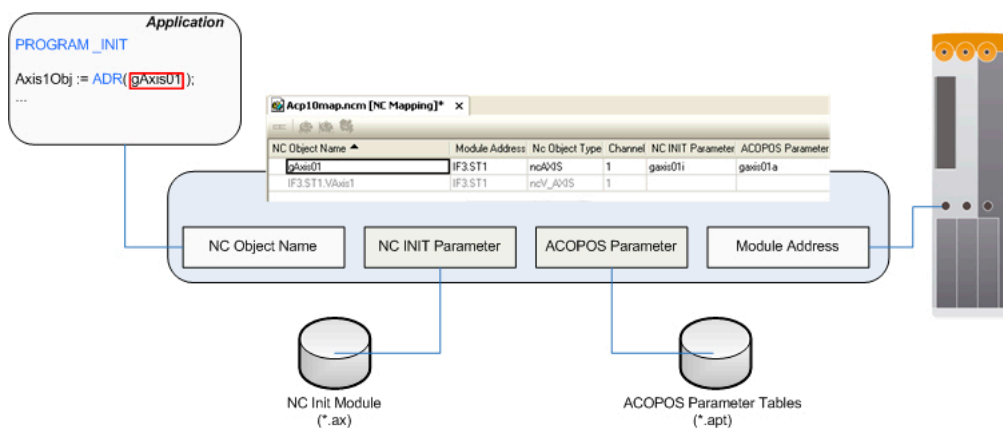 Application
PROGRAM _INIT
Axis1Obj := ADR( gAxis01 );
...
Acp10map.ncm [NC Mapping]* ×
NC Object Name Module Address Nc Object Type Channel NC INIT Parameter ACOPOS Parameter
gAxis01 IF3.ST1 ncAXIS 1 gaxis01i gaxis01a
IF3.ST1.VAxis1 IF3.ST1 ncV_AXIS 1
NC Object Name NC INIT Parameter ACOPOS Parameter Module Address
NC Init Module
(*.ax)
ACOPOS Parameter Tables
(*.apt)